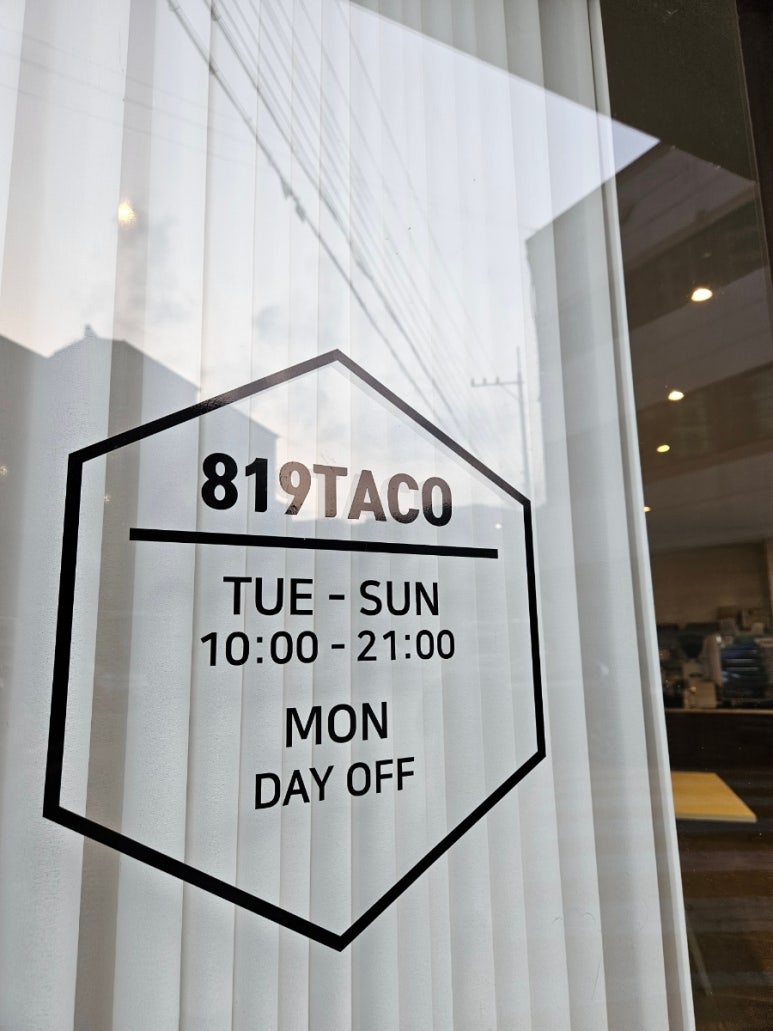 819TACO
TUE - SUN
10:00 - 21:00
MON
DAY OFF